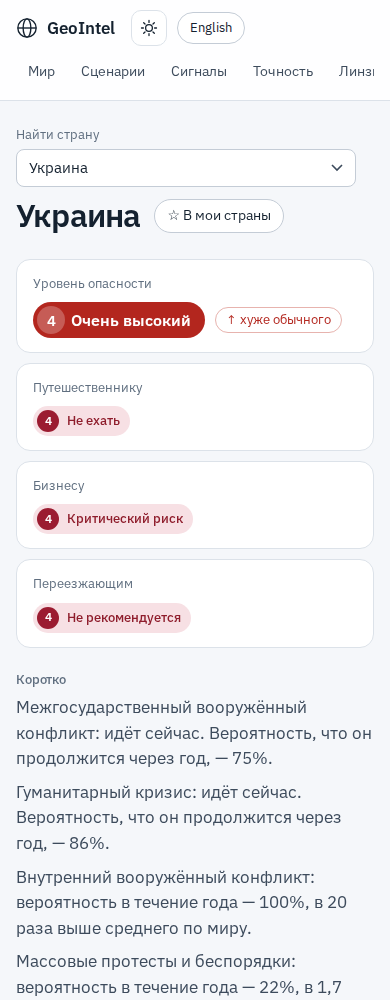 GeoIntel
English
Мир Сценарии Сигналы Точность
Найти страну
Украина
Украина
☆ В мои страны
Уровень опасности
4 Очень высокий
↑ хуже обычного
Путешественнику
4 Не ехать
Бизнесу
4 Критический риск
Переезжающим
4 Не рекомендуется
Коротко
Межгосударственный вооружённый
конфликт: идёт сейчас. Вероятность, что он
продолжится через год, — 75%.
Гуманитарный кризис: идёт сейчас.
Вероятность, что он продолжится через
год, — 86%.
Внутренний вооружённый конфликт:
вероятность в течение года — 100%, в 20
раза выше среднего по миру.
Массовые протесты и беспорядки:
вероятность в течение года — 22%, в 1,7